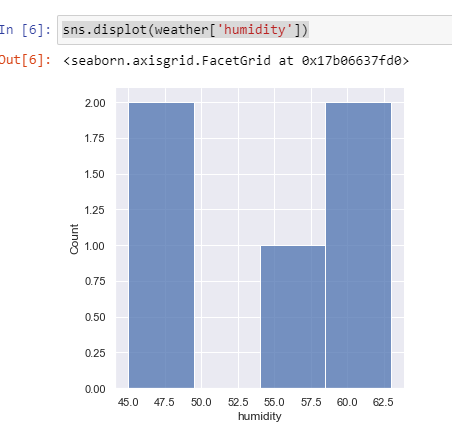 In [6]: sns.displot(weather['humidity'])
Out[6]: <seaborn.axisgrid.FacetGrid at 0x17b06637fd0>
2.00
1.75
1.50
1.25
1.00
0.75
0.50
0.25
0.00
Count
45.0 47.5 50.0 52.5 55.0 57.5 60.0 62.5
humidity